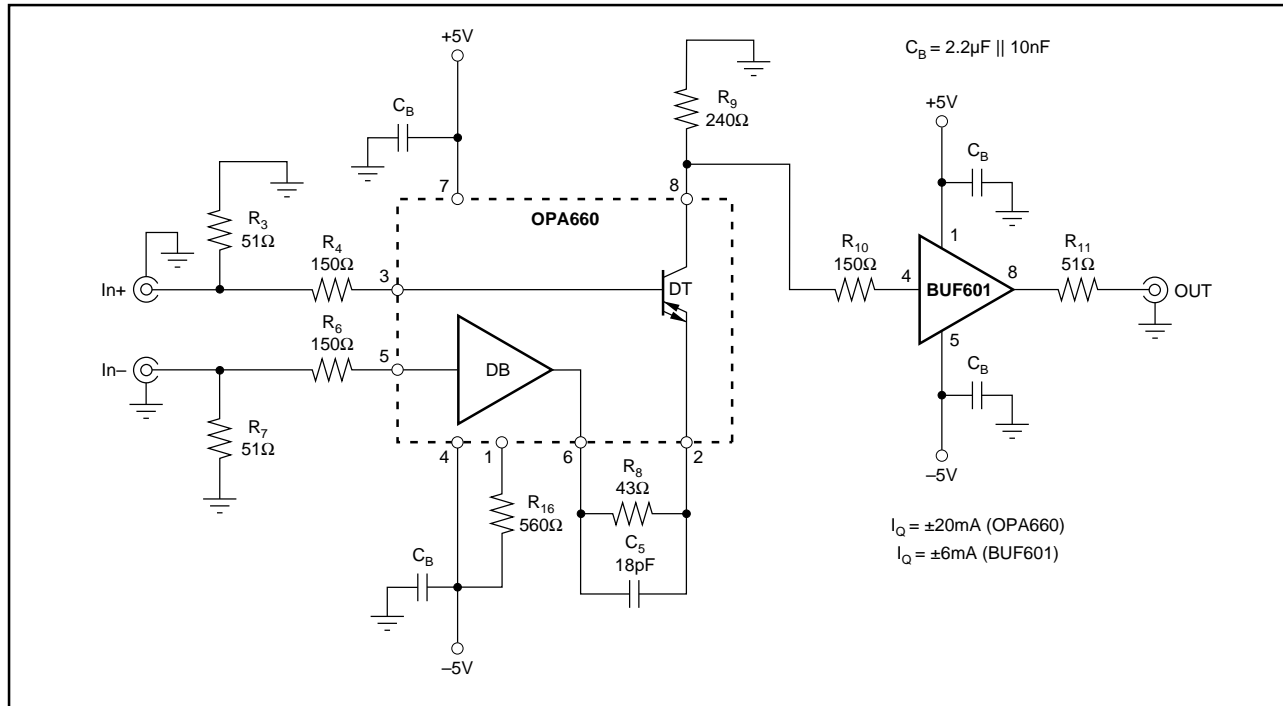 +5V
C_B = 2.2µF || 10nF
C_B
R_9
240Ω
+5V
C_B
7
8
OPA660
R_3
51Ω
R_4
150Ω
1
R_11
51Ω
R_10
150Ω
In+
3
DT
4
BUF601
8
OUT
R_6
150Ω
5
In–
5
DB
C_B
R_7
51Ω
4
1
6
2
–5V
R_8
43Ω
R_16
560Ω
C_5
18pF
I_Q = ±20mA (OPA660)
I_Q = ±6mA (BUF601)
C_B
–5V